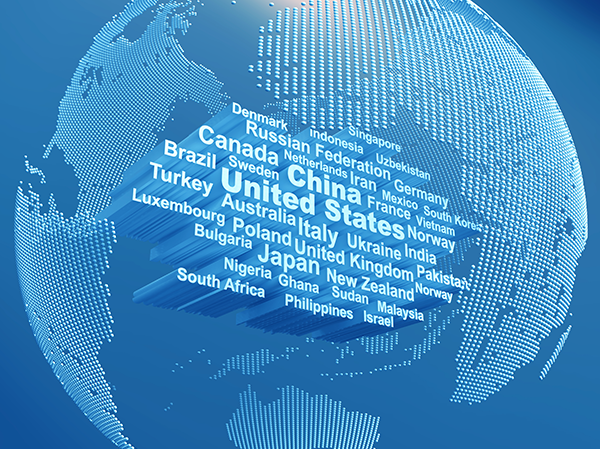 Denmark
Indonesia
Singapore
Russian Federation
Uzbekistan
Canada
Netherlands
Iran
Germany
Brazil
Sweden
China
Mexico
South Korea
Turkey
United States
France
Vietnam
Luxembourg
Australia
Italy
Norway
Bulgaria
Poland
Ukraine
India
United Kingdom
Pakistan
Japan
Nigeria
Ghana
New Zealand
Norway
South Africa
Sudan
Malaysia
Philippines
Israel